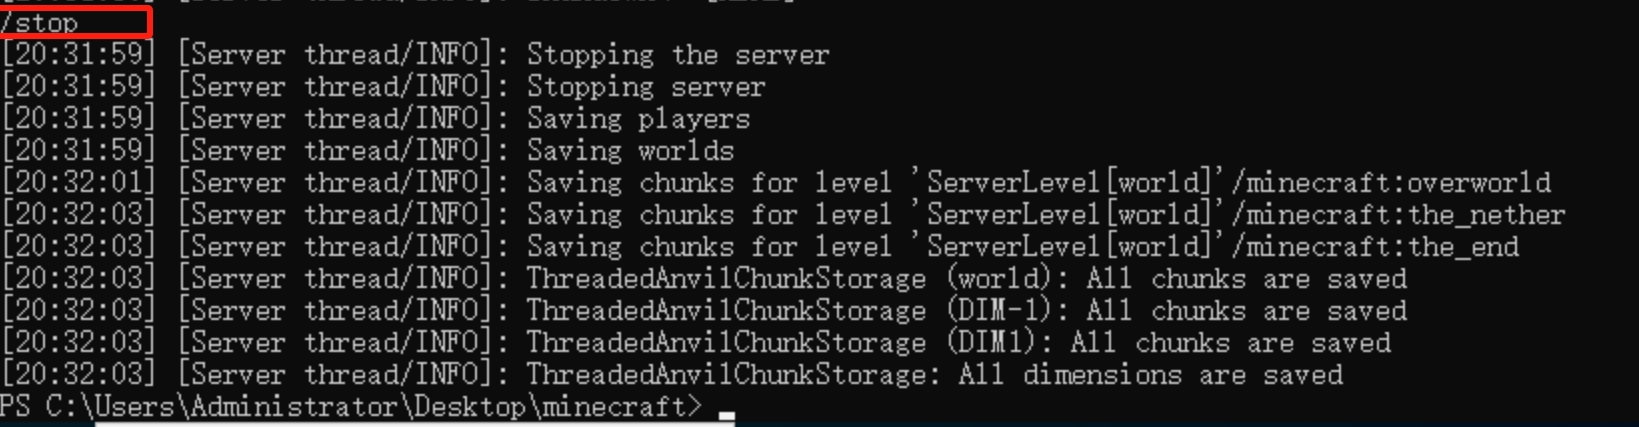 /stop
[20:31:59] [Server thread/INFO]: Stopping the server
[20:31:59] [Server thread/INFO]: Stopping server
[20:31:59] [Server thread/INFO]: Saving players
[20:31:59] [Server thread/INFO]: Saving worlds
[20:32:01] [Server thread/INFO]: Saving chunks for level 'ServerLevel[world]'/minecraft:overworld
[20:32:03] [Server thread/INFO]: Saving chunks for level 'ServerLevel[world]'/minecraft:the_nether
[20:32:03] [Server thread/INFO]: Saving chunks for level 'ServerLevel[world]'/minecraft:the_end
[20:32:03] [Server thread/INFO]: ThreadedAnvilChunkStorage (world): All chunks are saved
[20:32:03] [Server thread/INFO]: ThreadedAnvilChunkStorage (DIM-1): All chunks are saved
[20:32:03] [Server thread/INFO]: ThreadedAnvilChunkStorage (DIM1): All chunks are saved
[20:32:03] [Server thread/INFO]: ThreadedAnvilChunkStorage: All dimensions are saved
PS C:\Users\Administrator\Desktop\minecraft>